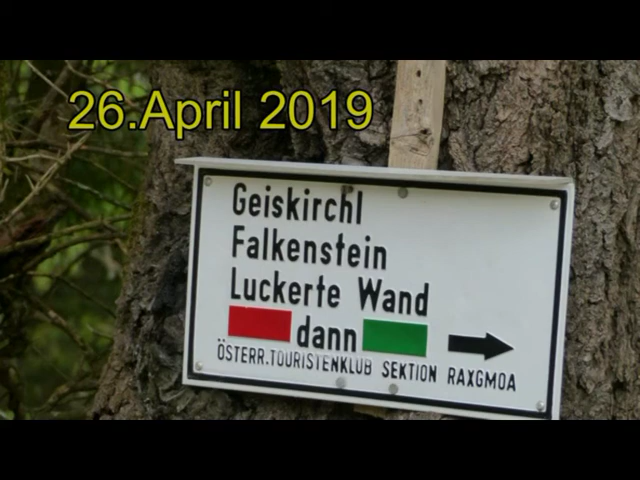 26.April 2019
Geiskirchl
Falkenstein
Luckerte Wand
dann
ÖSTERR.TOURISTENKLUB SEKTION RAXGMOA